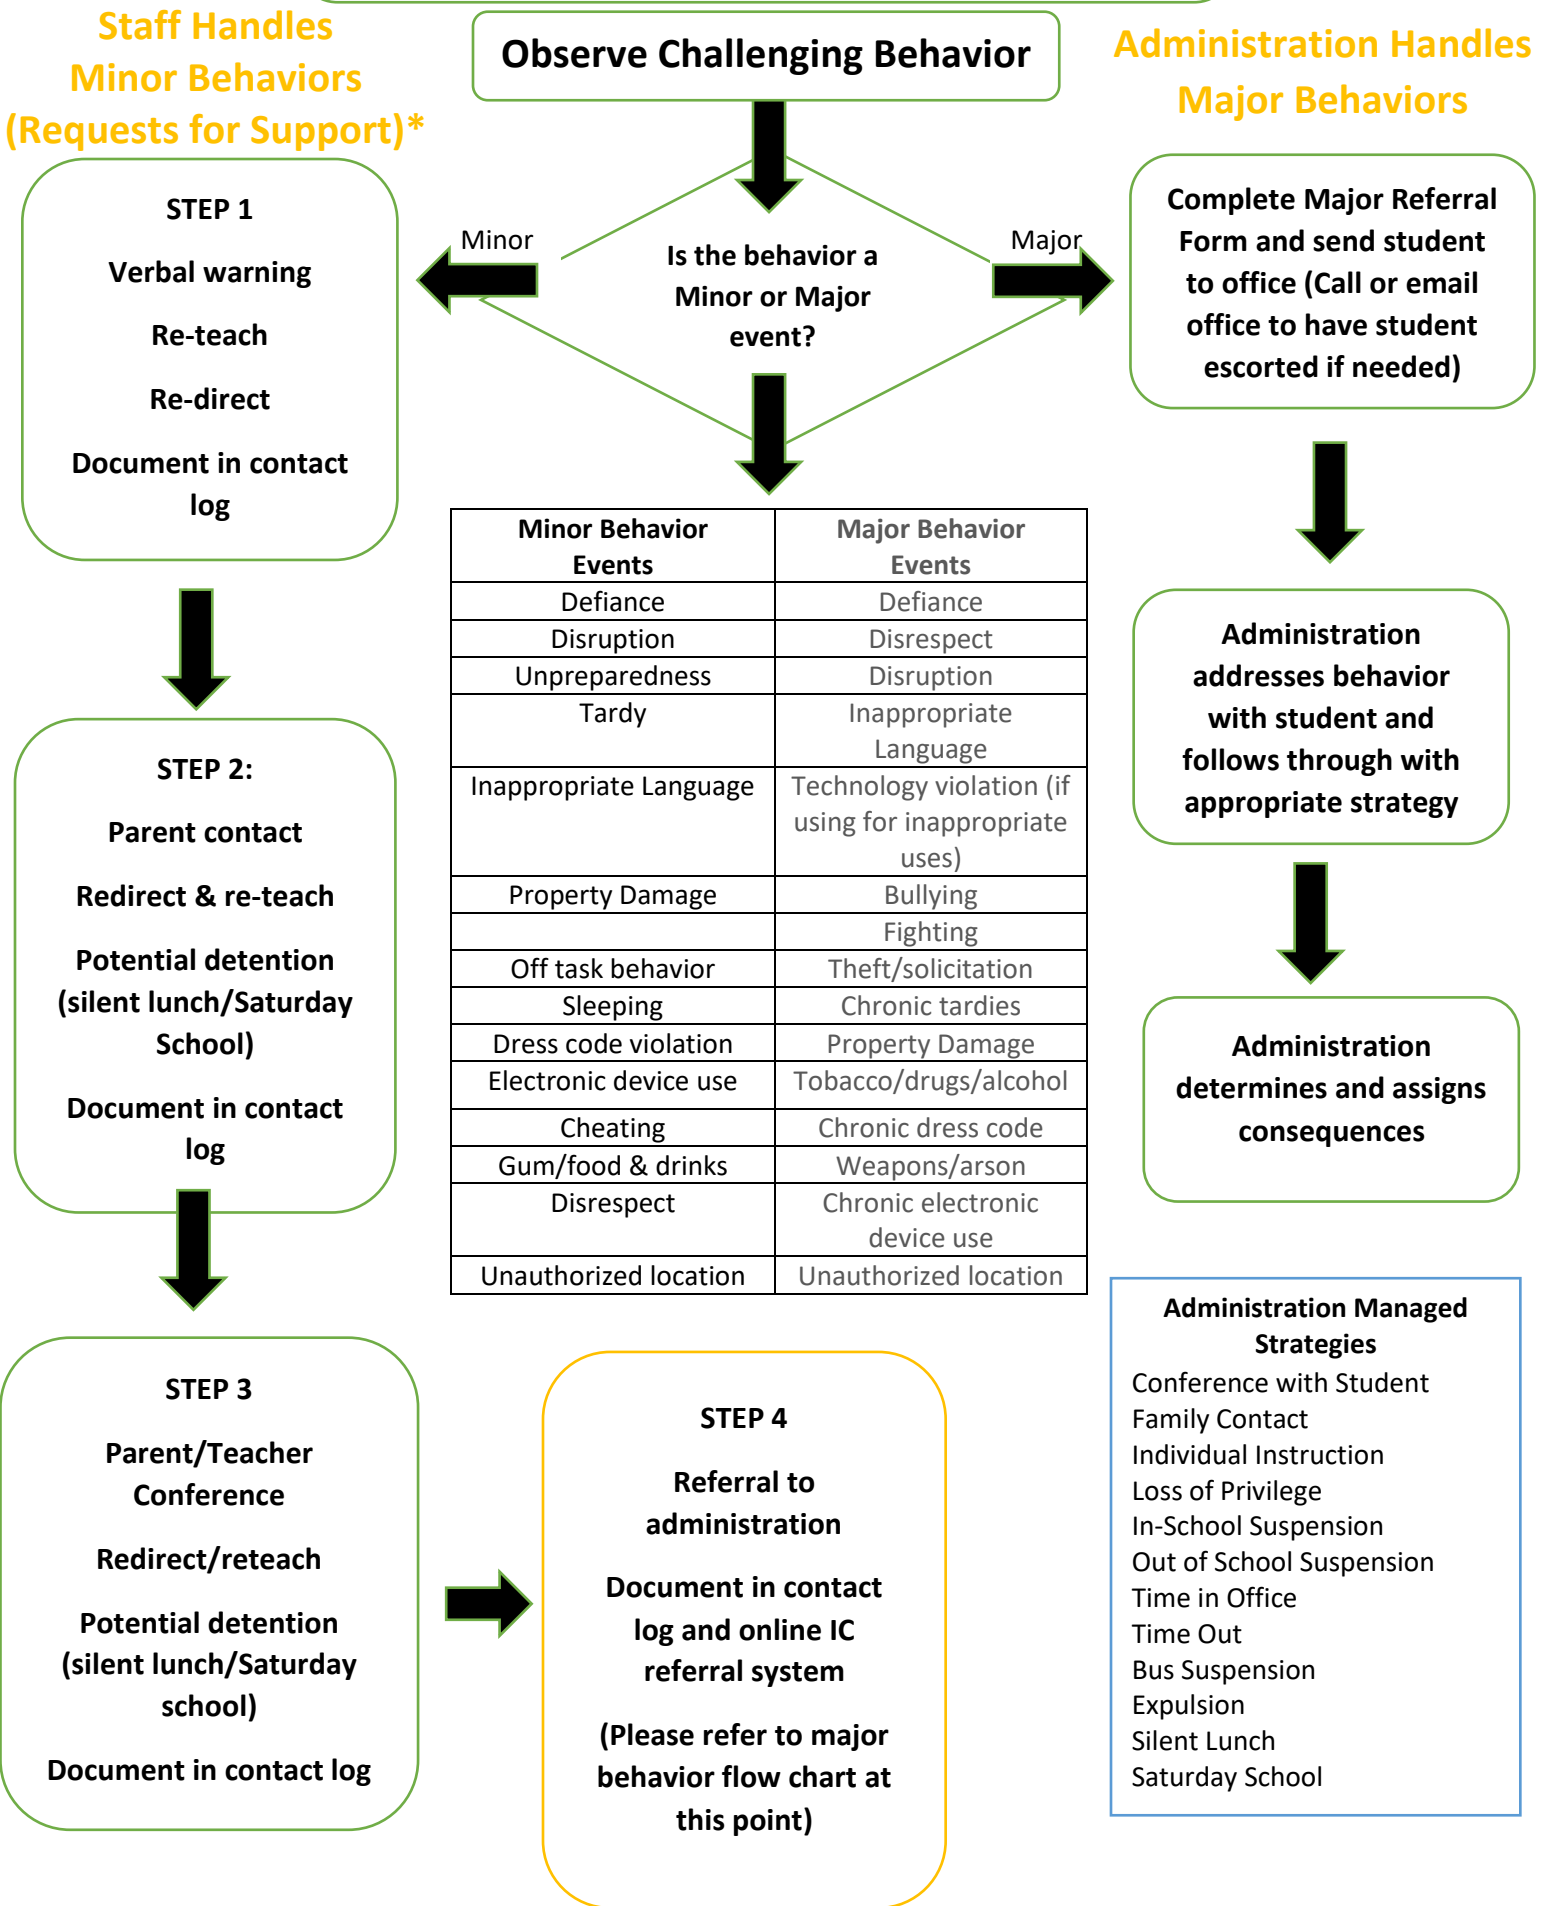 Staff Handles
Minor Behaviors
(Requests for Support)*
Observe Challenging Behavior
Administration Handles
Major Behaviors
STEP 1
Verbal warning
Re-teach
Re-direct
Document in contact
log
Minor
Is the behavior a
Minor or Major
event?
Major
Complete Major Referral
Form and send student
to office (Call or email
office to have student
escorted if needed)
Minor Behavior
Events
Major Behavior
Events
Defiance
Defiance
Disruption
Disrespect
Unpreparedness
Disruption
Tardy
Inappropriate
Language
Inappropriate Language
Technology violation (if
using for inappropriate
uses)
Property Damage
Bullying
Fighting
Off task behavior
Theft/solicitation
Sleeping
Chronic tardies
Dress code violation
Property Damage
Electronic device use
Tobacco/drugs/alcohol
Cheating
Chronic dress code
Gum/food & drinks
Weapons/arson
Disrespect
Chronic electronic
device use
Unauthorized location
Unauthorized location
Administration
addresses behavior
with student and
follows through with
appropriate strategy
Administration
determines and assigns
consequences
STEP 2:
Parent contact
Redirect & re-teach
Potential detention
(silent lunch/Saturday
School)
Document in contact
log
STEP 3
Parent/Teacher
Conference
Redirect/reteach
Potential detention
(silent lunch/Saturday
school)
Document in contact log
STEP 4
Referral to
administration
Document in contact
log and online IC
referral system
(Please refer to major
behavior flow chart at
this point)
Administration Managed
Strategies
Conference with Student
Family Contact
Individual Instruction
Loss of Privilege
In-School Suspension
Out of School Suspension
Time in Office
Time Out
Bus Suspension
Expulsion
Silent Lunch
Saturday School